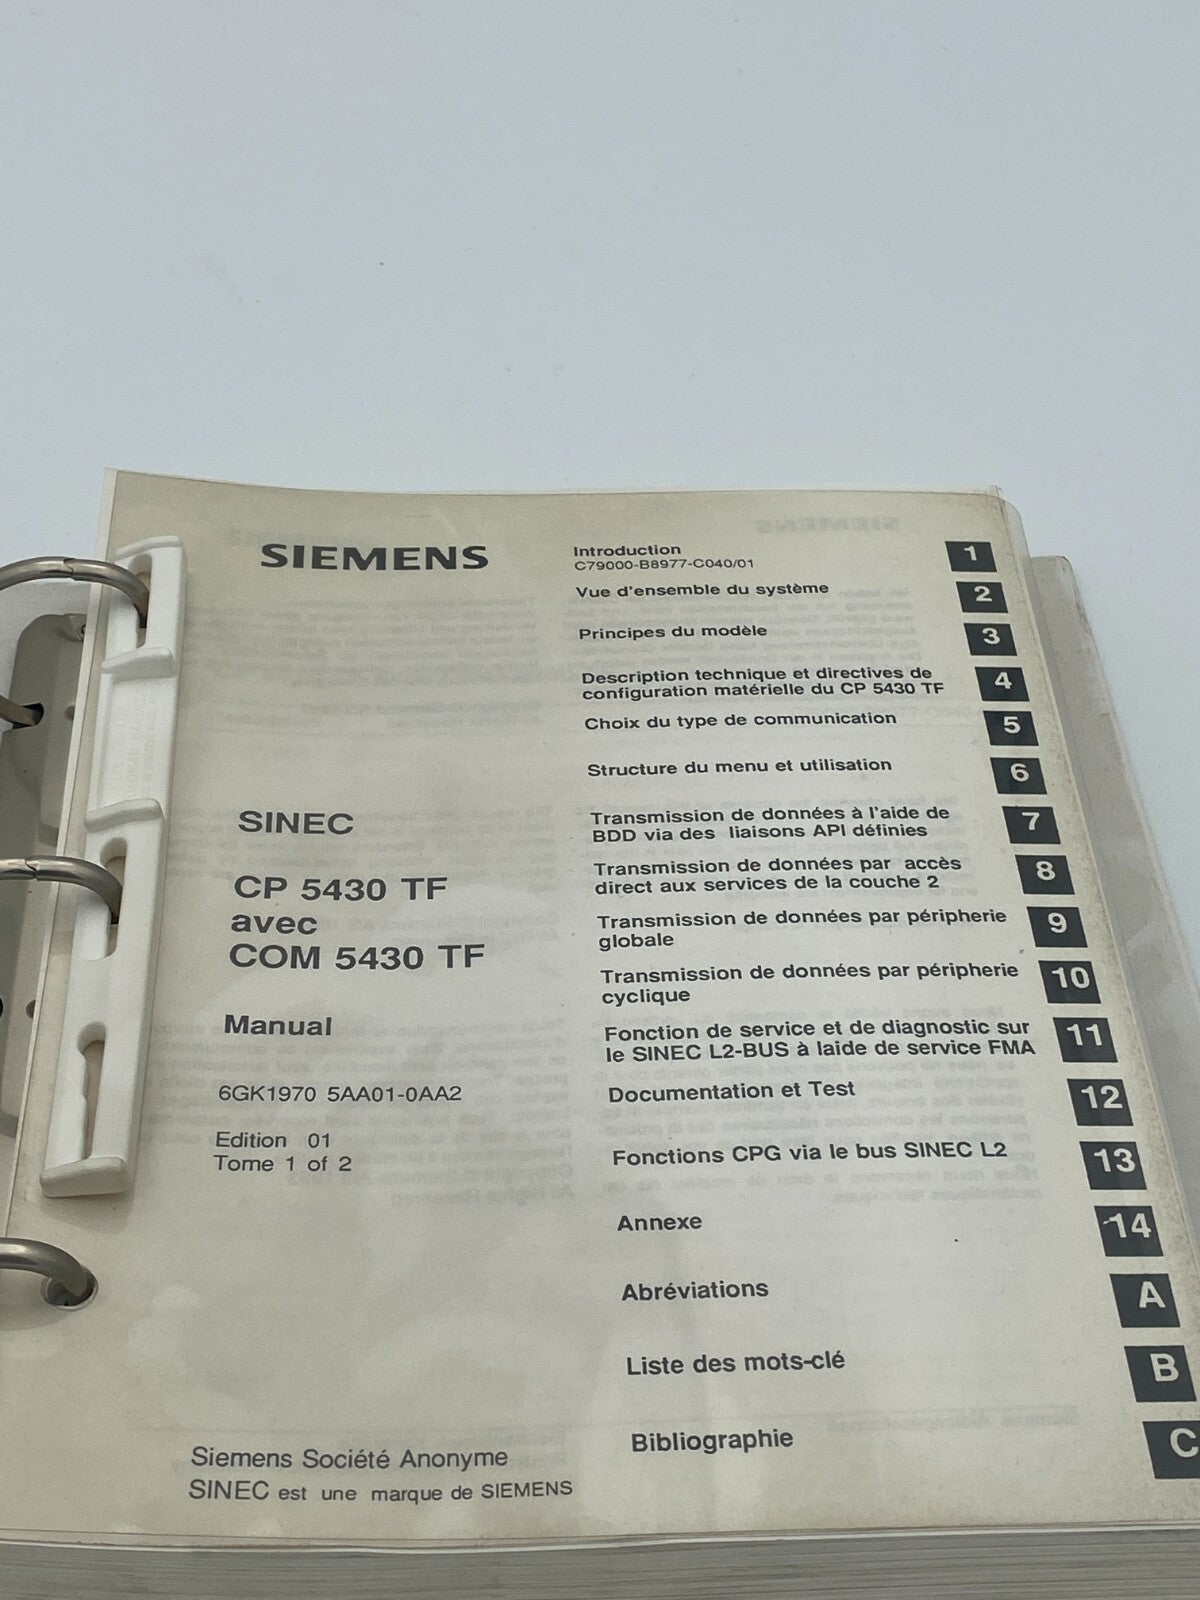 SIEMENS
SINEC
CP 5430 TF
avec
COM 5430 TF
Manual
6GK1970 5AA01-0AA2
Edition 01
Tome 1 of 2
Siemens Société Anonyme
SINEC est une marque de SIEMENS
Introduction
C79000-B8977-C040/01
1
Vue d'ensemble du système
2
Principes du modèle
3
Description technique et directives de
configuration matérielle du CP 5430 TF
4
Choix du type de communication
5
Structure du menu et utilisation
6
Transmission de données à l'aide de
BDD via des liaisons API définies
7
Transmission de données par accès
direct aux services de la couche 2
8
Transmission de données par péripherie
globale
9
Transmission de données par péripherie
cyclique
10
Fonction de service et de diagnostic sur
le SINEC L2-BUS à laide de service FMA
11
Documentation et Test
12
Fonctions CPG via le bus SINEC L2
13
Annexe
14
Abréviations
A
Liste des mots-clé
B
Bibliographie
C